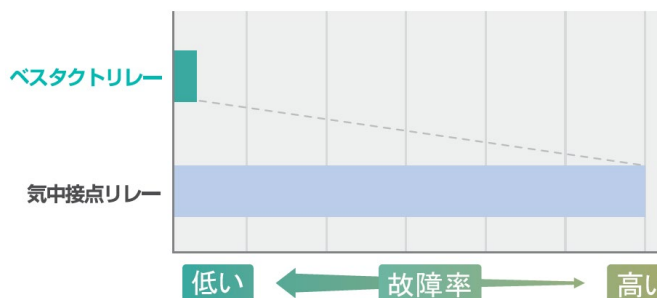 ベスタクトリレー
気中接点リレー
低い 故障率 高い